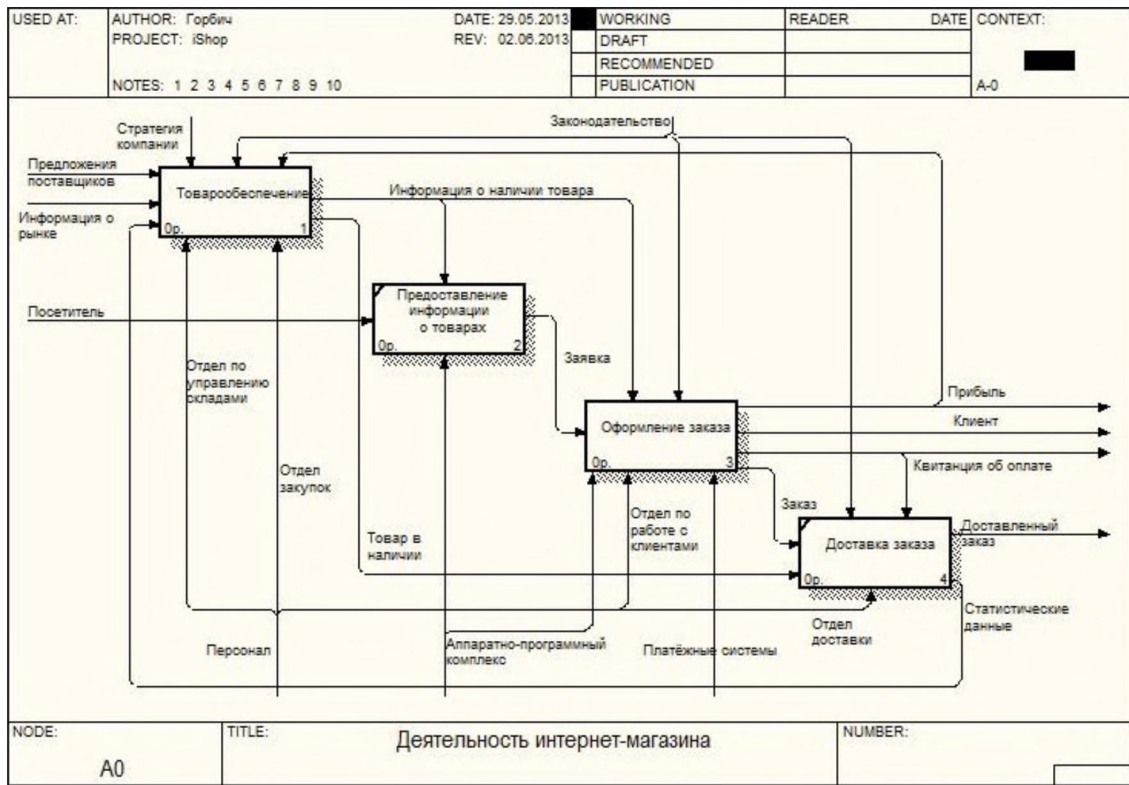 USED AT:
AUTHOR: Горбич
DATE: 29.05.2013
WORKING
READER
DATE
CONTEXT:
PROJECT: iShop
REV: 02.06.2013
DRAFT
RECOMMENDED
NOTES: 1 2 3 4 5 6 7 8 9 10
PUBLICATION
A-0
Стратегия
компании
Законодательство
Предложения
поставщиков
Товарообеспечение
0р.
1
Информация о наличии товара
Информация о
рынке
Посетитель
Предоставление
информации
о товарах
0р.
2
Заявка
Отдел по
управлению
складами
Прибыль
Клиент
Оформление заказа
0р.
3
Квитанция об оплате
Отдел
закупок
Заказ
Отдел по
работе с
клиентами
Товар в
наличии
Доставленный
заказ
Доставка заказа
0р.
4
Статистические
данные
Отдел
доставки
Персонал
Аппаратно-программный
комплекс
Платёжные системы
NODE:
A0
TITLE:
Деятельность интернет-магазина
NUMBER: